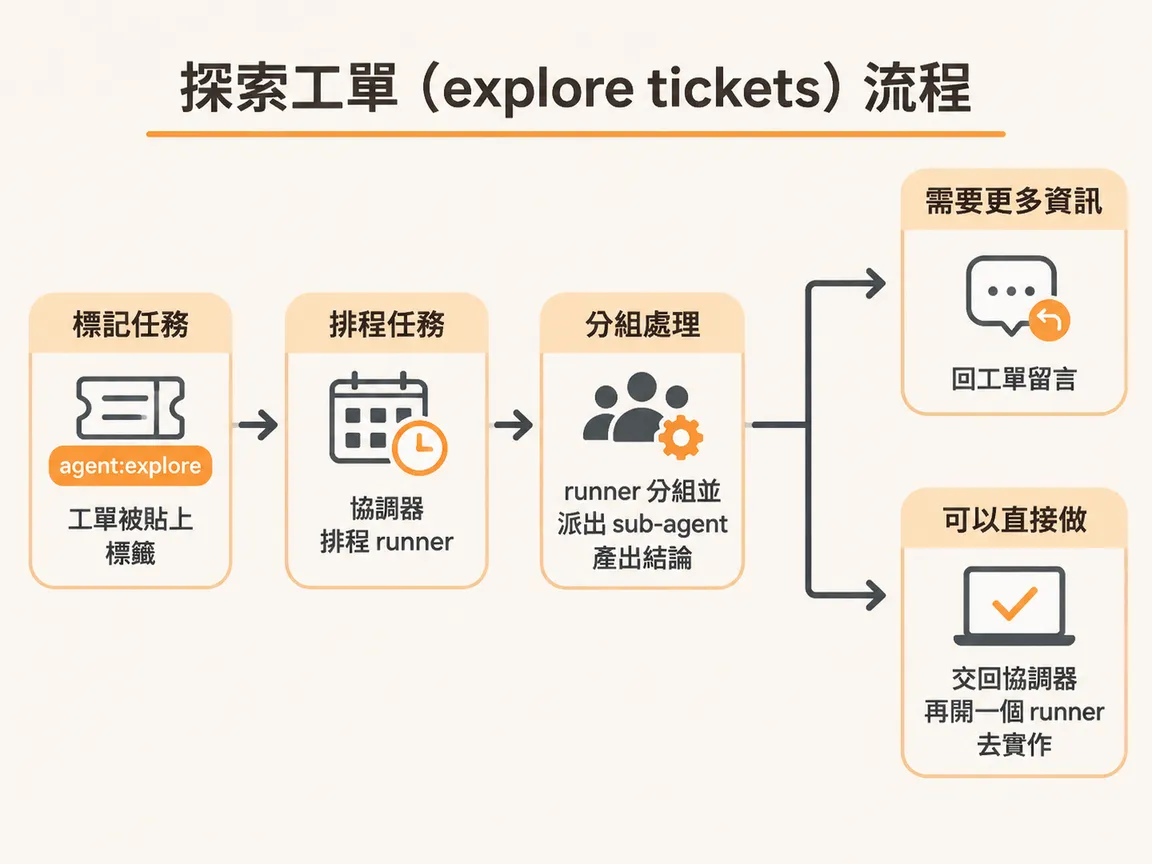 探索工單（explore tickets）流程
標記任務
agent:explore
工單被貼上
標籤
排程任務
協調器
排程 runner
分組處理
runner 分組並
派出 sub-agent
產出結論
需要更多資訊
回工單留言
可以直接做
交回協調器
再開一個 runner
去實作